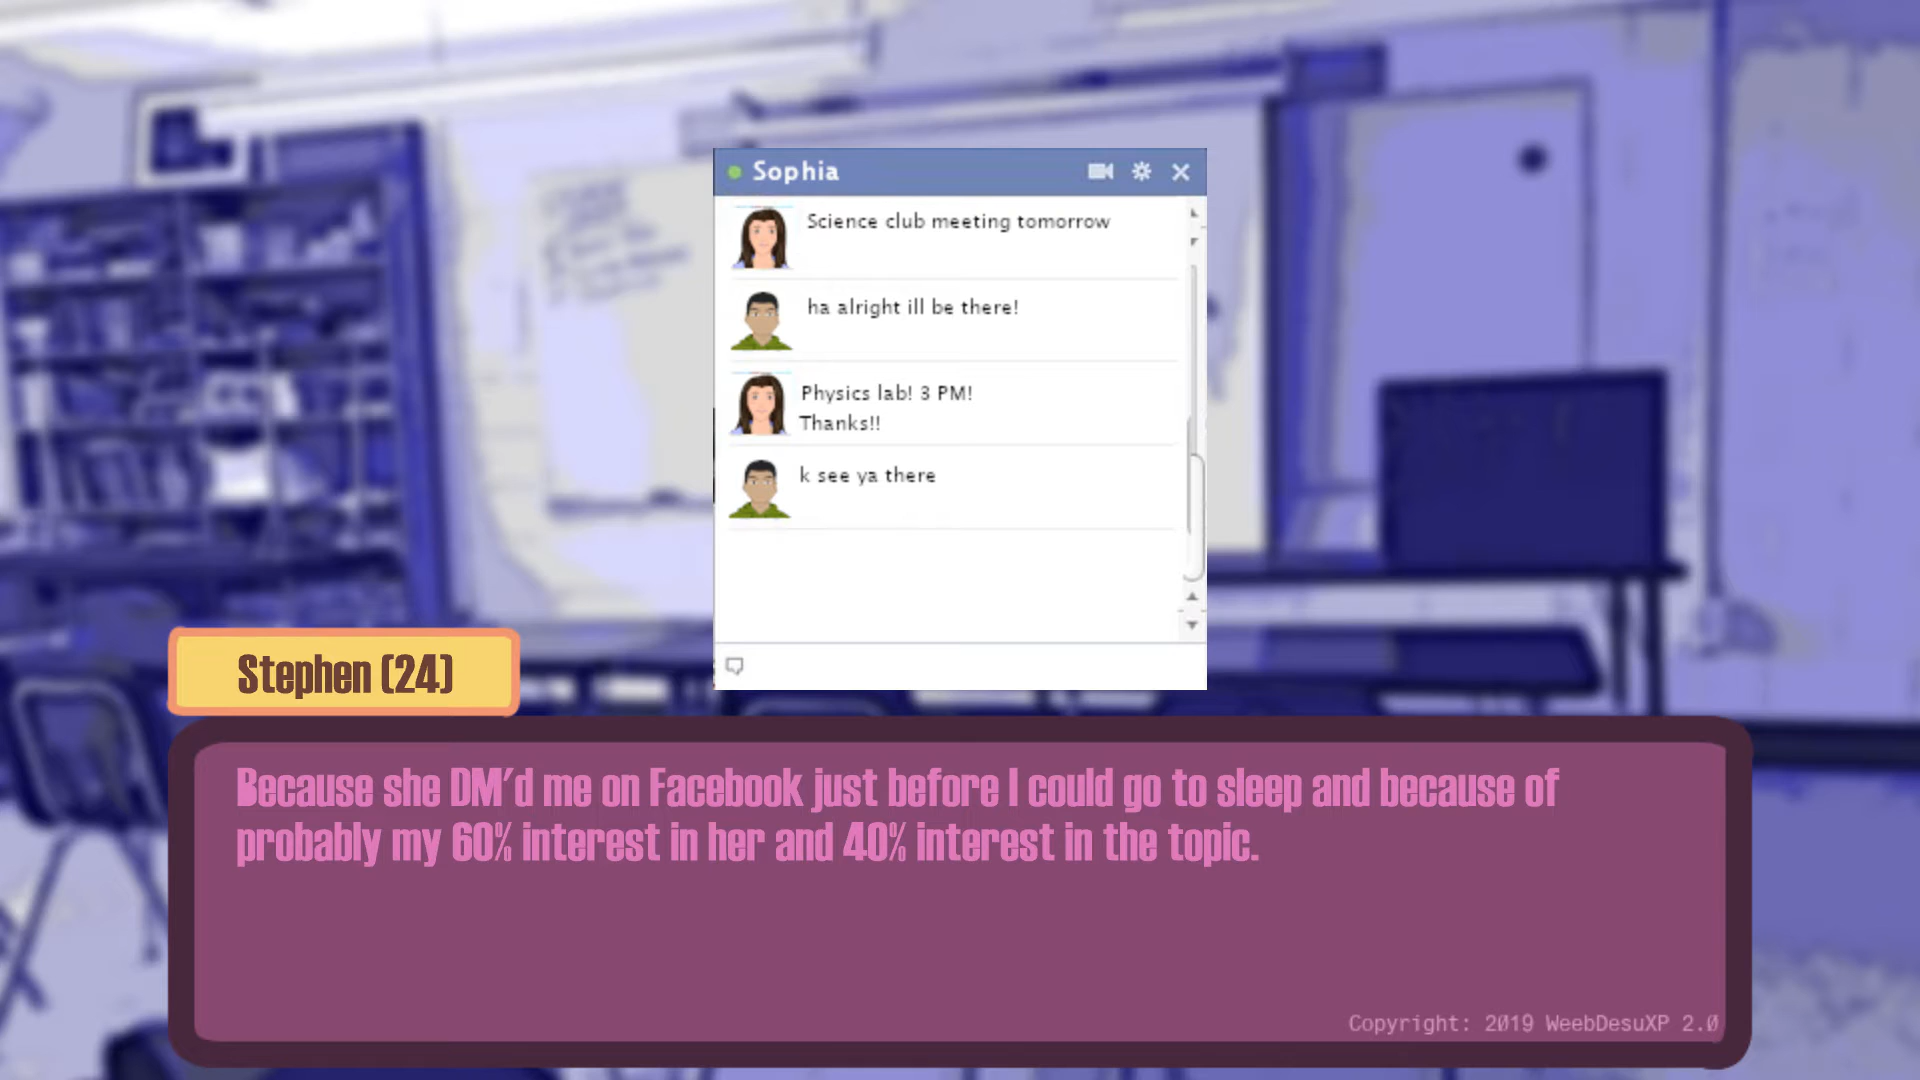 Sophia
Science club meeting tomorrow
ha alright ill be there!
Physics lab! 3 PM!
Thanks!!
k see ya there
Stephen (24)
Because she DM'd me on Facebook just before I could go to sleep and because of
probably my 60% interest in her and 40% interest in the topic.
Copyright: 2019 WeebDesuXP 2.0